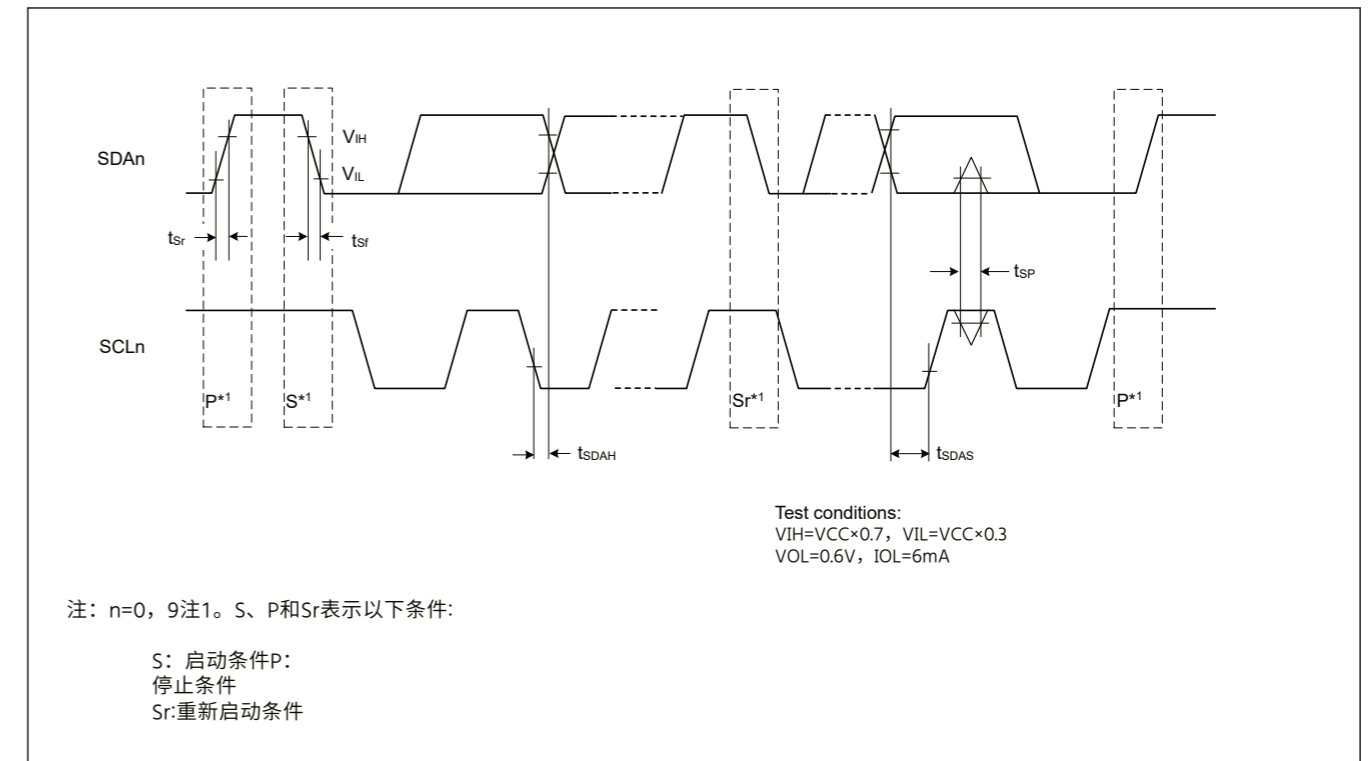 VIH
SDAn
VIL
tSr
tSf
tSP
SCLn
P*1
S*1
Sr*1
P*1
tSDAH
tSDAS
Test conditions:
VIH=VCC×0.7，VIL=VCC×0.3
VOL=0.6V，IOL=6mA
注：n=0，9注1。S、P和Sr表示以下条件:
S：启动条件P：
停止条件
Sr:重新启动条件